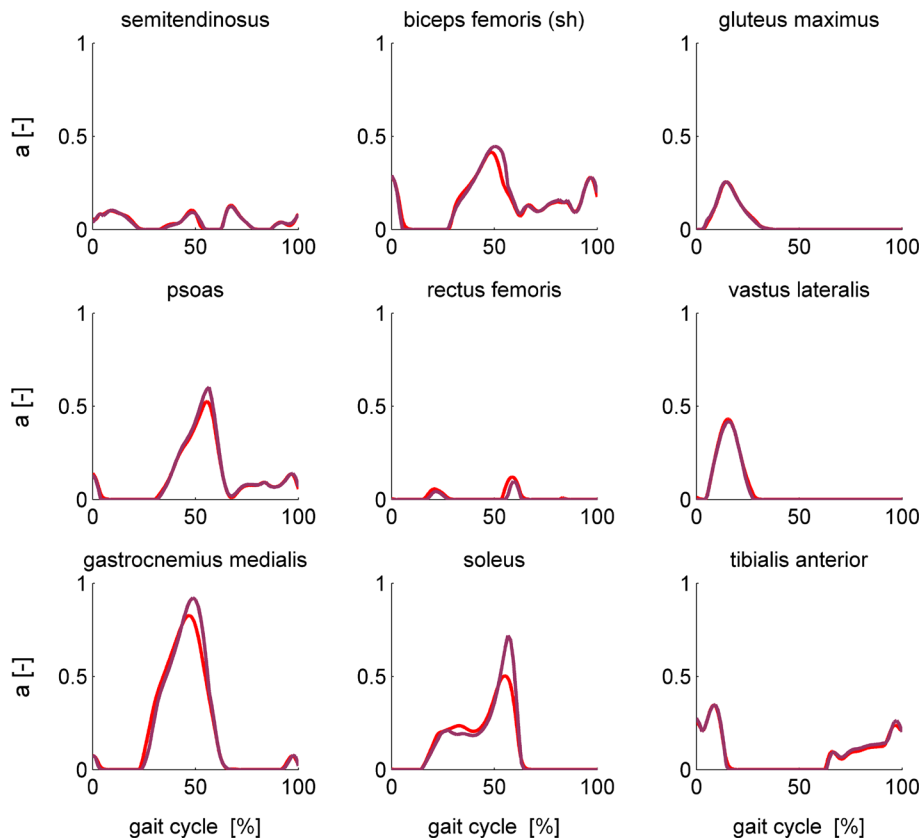 semitendinosus biceps femoris (sh) gluteus maximus
1 1 1
a [-] 0.5 0.5 0.5
0 0 0
0 50 100 0 50 100 0 50 100
psoas rectus femoris vastus lateralis
1 1 1
a [-] 0.5 0.5 0.5
0 0 0
0 50 100 0 50 100 0 50 100
gastrocnemius medialis soleus tibialis anterior
1 1 1
a [-] 0.5 0.5 0.5
0 0 0
0 50 100 0 50 100 0 50 100
gait cycle [%] gait cycle [%] gait cycle [%]